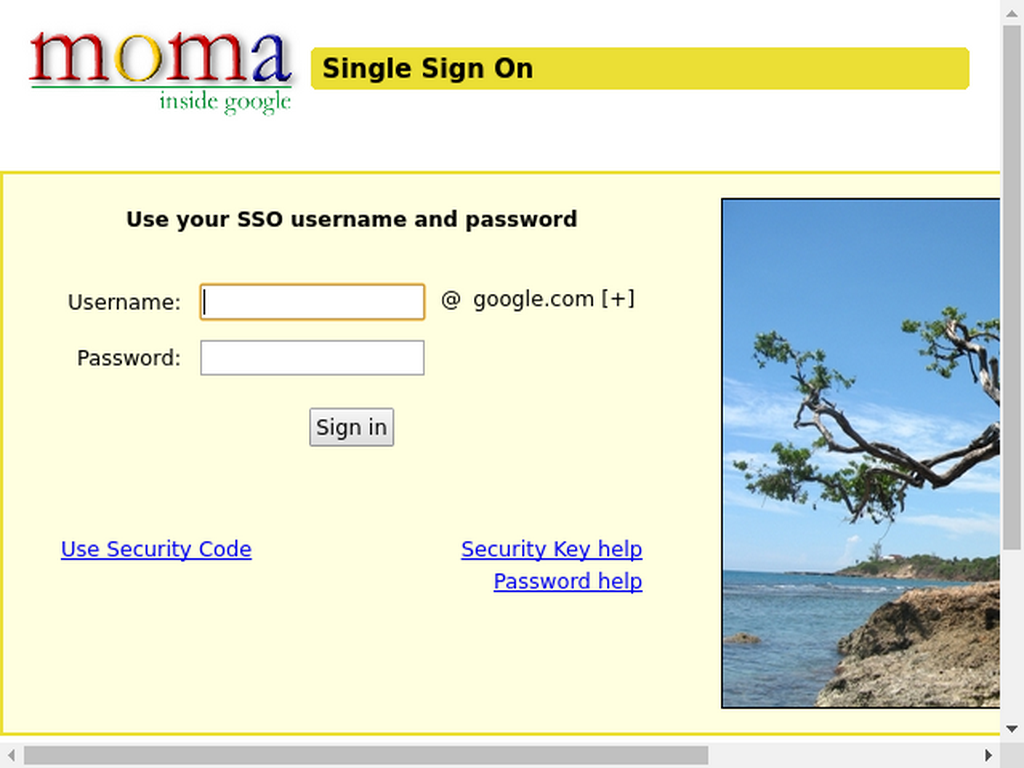 moma
inside google
Single Sign On
Use your SSO username and password
Username:
@ google.com [+]
Password:
Sign in
Use Security Code
Security Key help
Password help